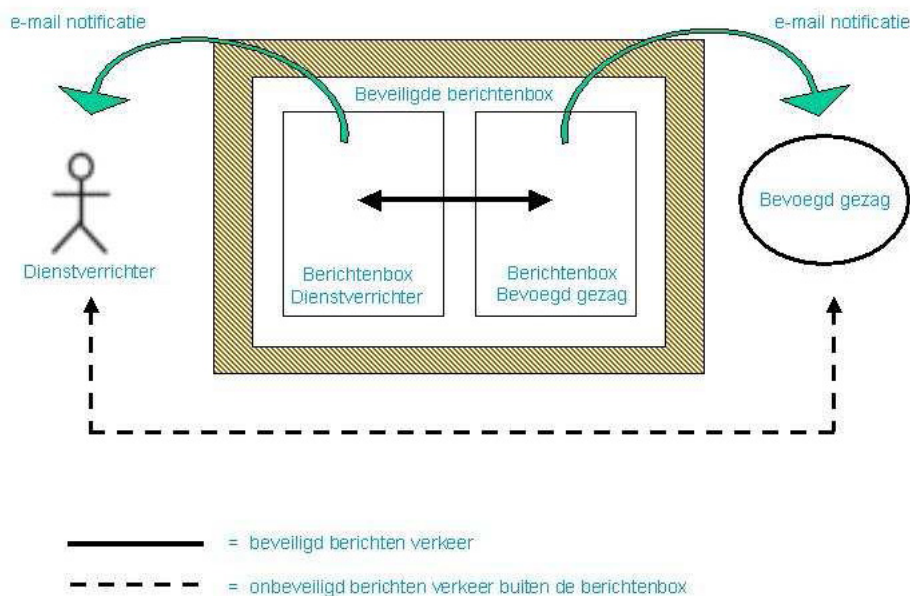 e-mail notificatie
e-mail notificatie
Beveiligde berichtenbox
Bevoegd gezag
Dienstverrichter
Berichtenbox
Dienstverrichter
Berichtenbox
Bevoegd gezag
= beveiligd berichten verkeer
= onbeveiligd berichten verkeer buiten de berichtenbox